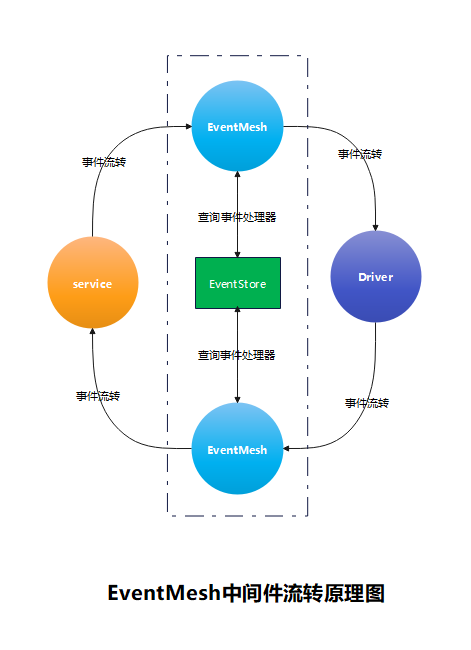 EventMesh
事件流转
事件流转
查询事件处理器
service
EventStore
Driver
查询事件处理器
事件流转
事件流转
EventMesh
EventMesh中间件流转原理图